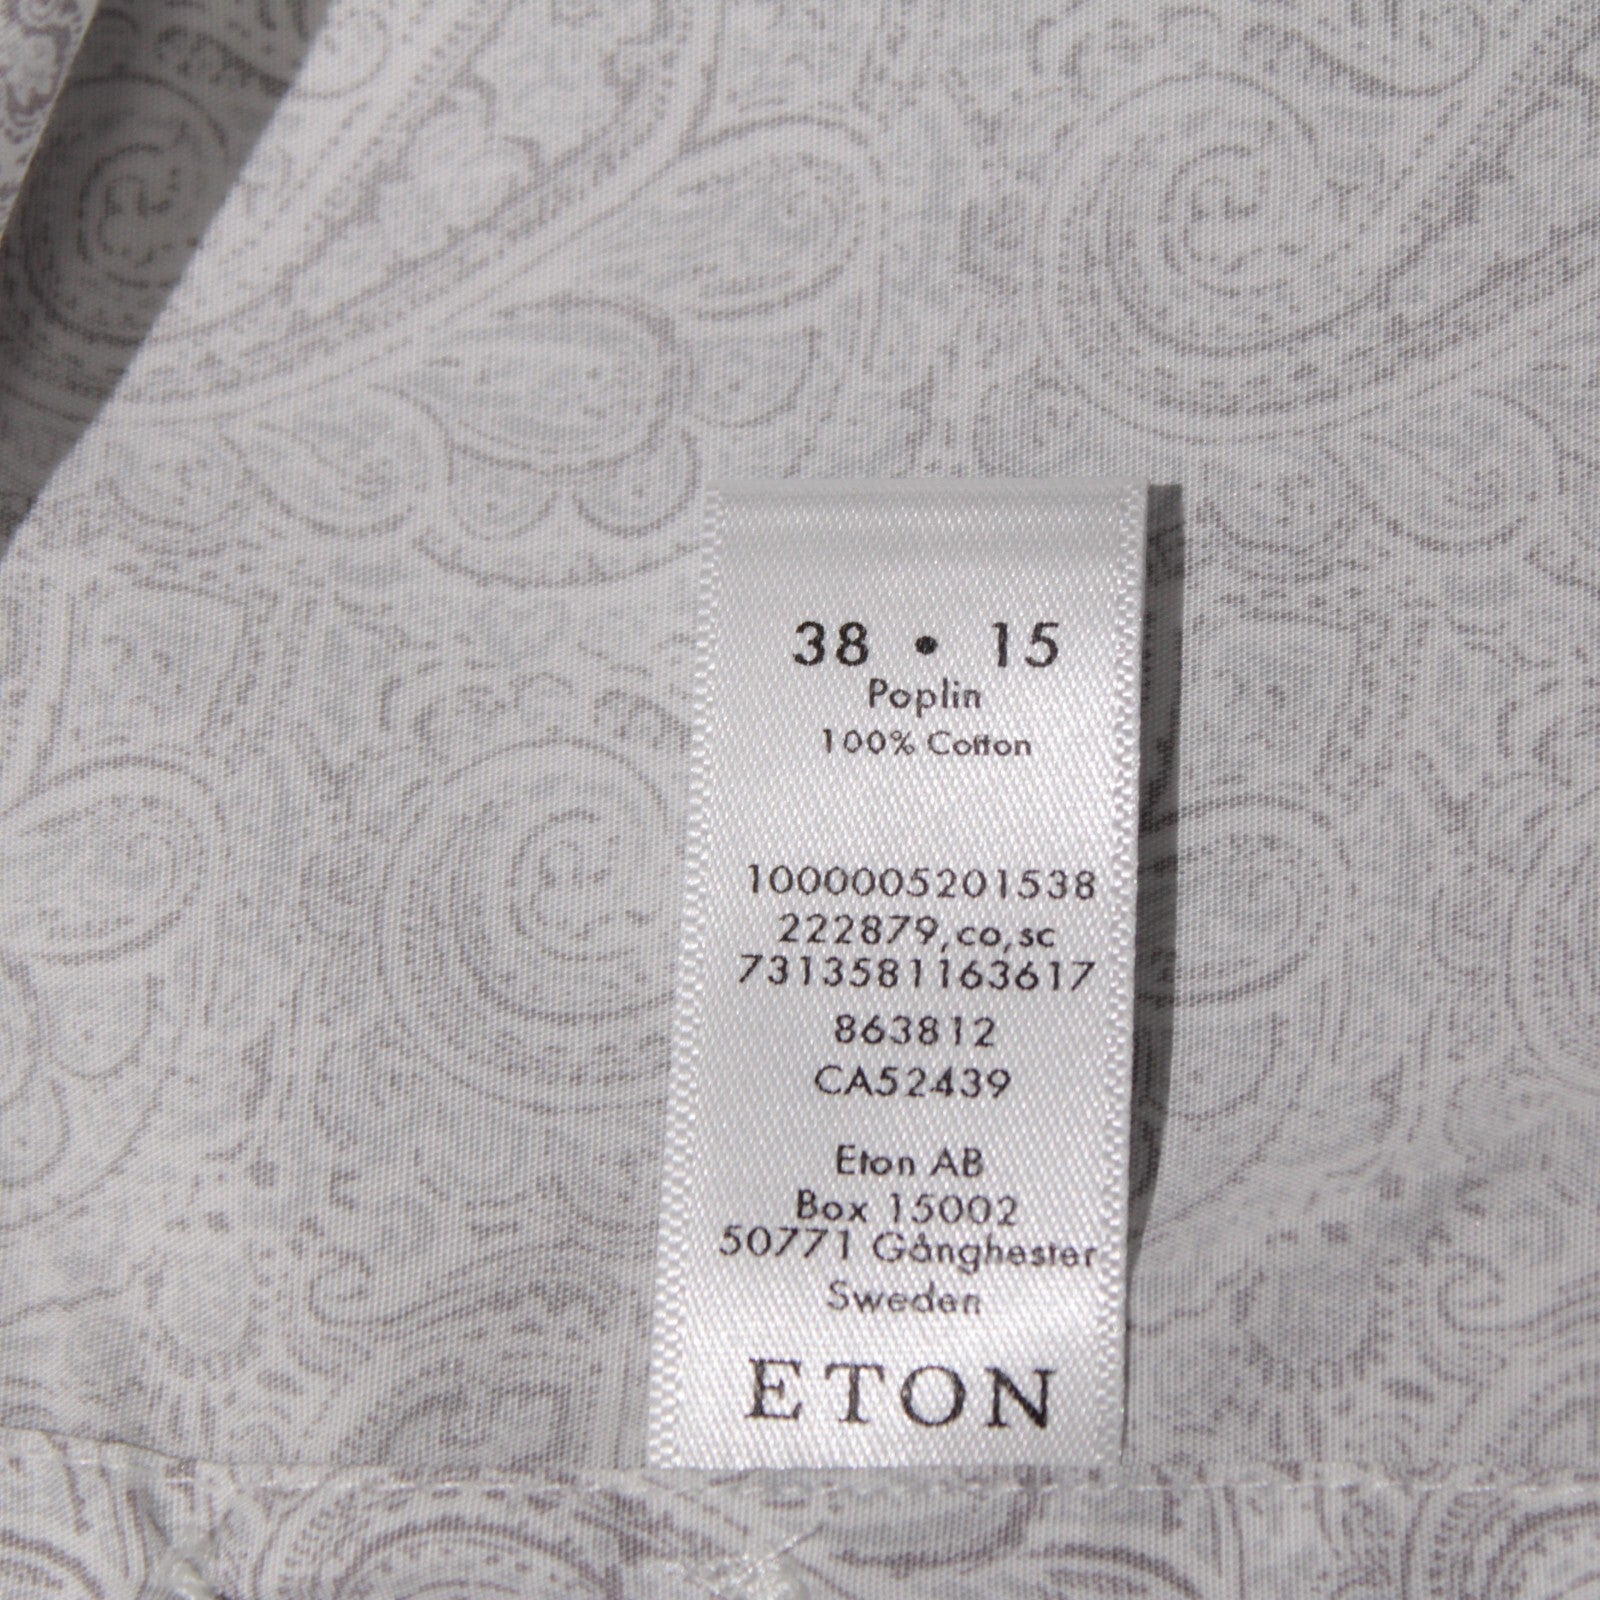 38 • 15
Poplin
100% Cotton
1000005201538
222879,co,sc
7313581163617
863812
CA52439
Eton AB
Box 15002
50771 Gånghester
Sweden
ETON